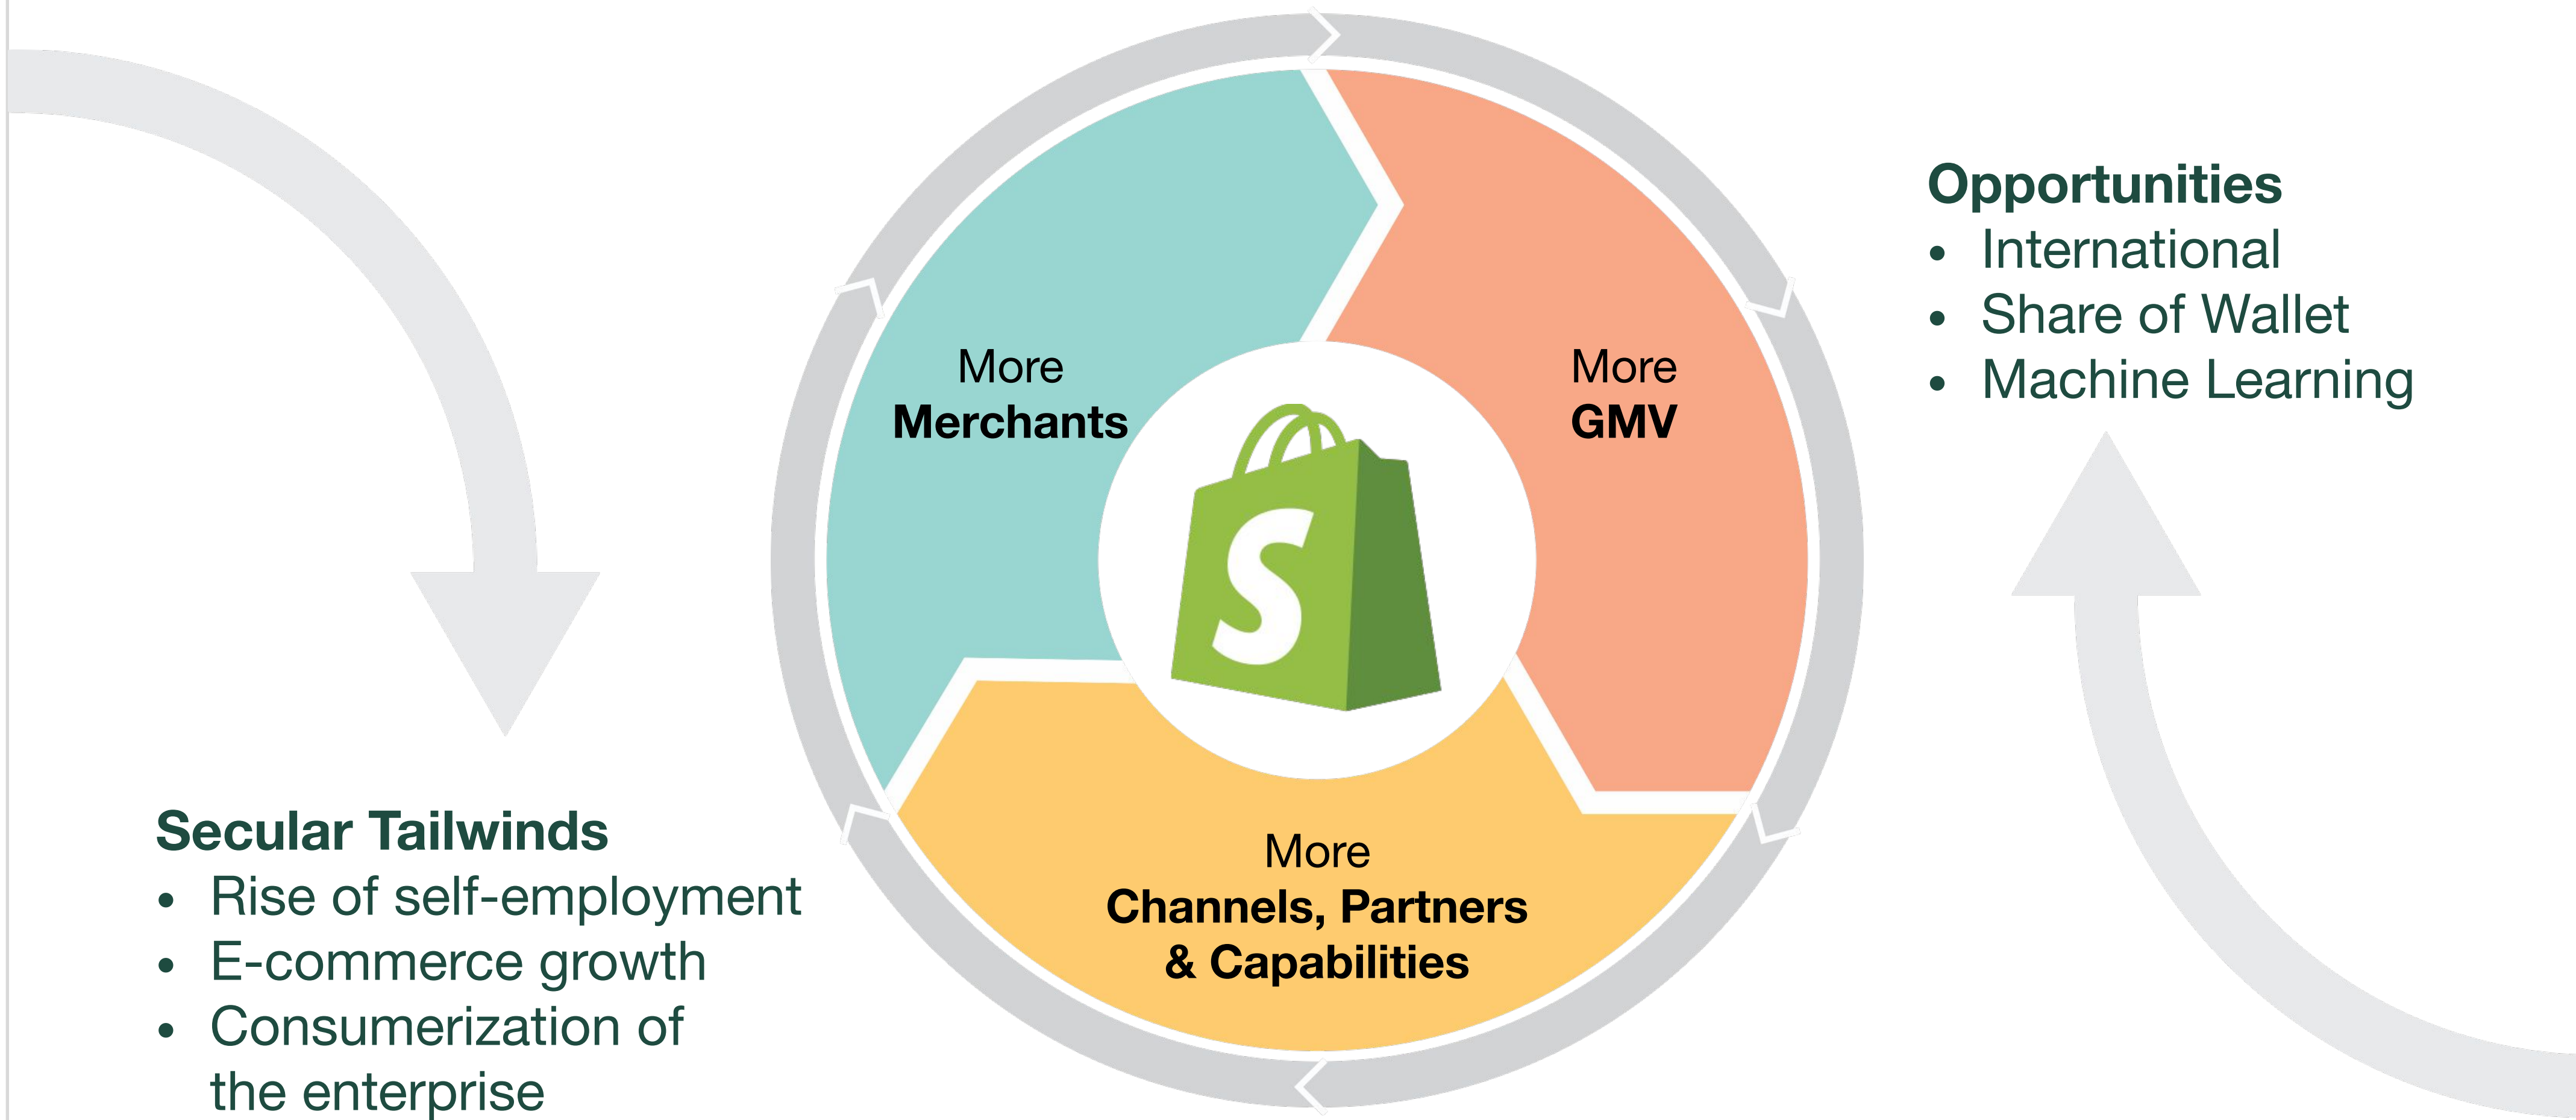 Secular Tailwinds
• Rise of self-employment
• E-commerce growth
• Consumerization of
the enterprise
More
Merchants
More
GMV
More
Channels, Partners
& Capabilities
S
Opportunities
• International
• Share of Wallet
• Machine Learning